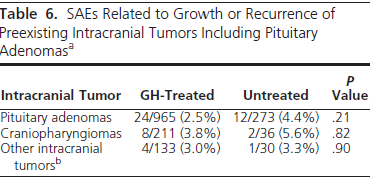 Table 6. SAEs Related to Growth or Recurrence of
Preexisting Intracranial Tumors Including Pituitary
Adenomasa
P
Intracranial Tumor GH-Treated Untreated Value
Pituitary adenomas 24/965 (2.5%) 12/273 (4.4%) .21
Craniopharyngiomas 8/211 (3.8%) 2/36 (5.6%) .82
Other intracranial 4/133 (3.0%) 1/30 (3.3%) .90
tumorsb